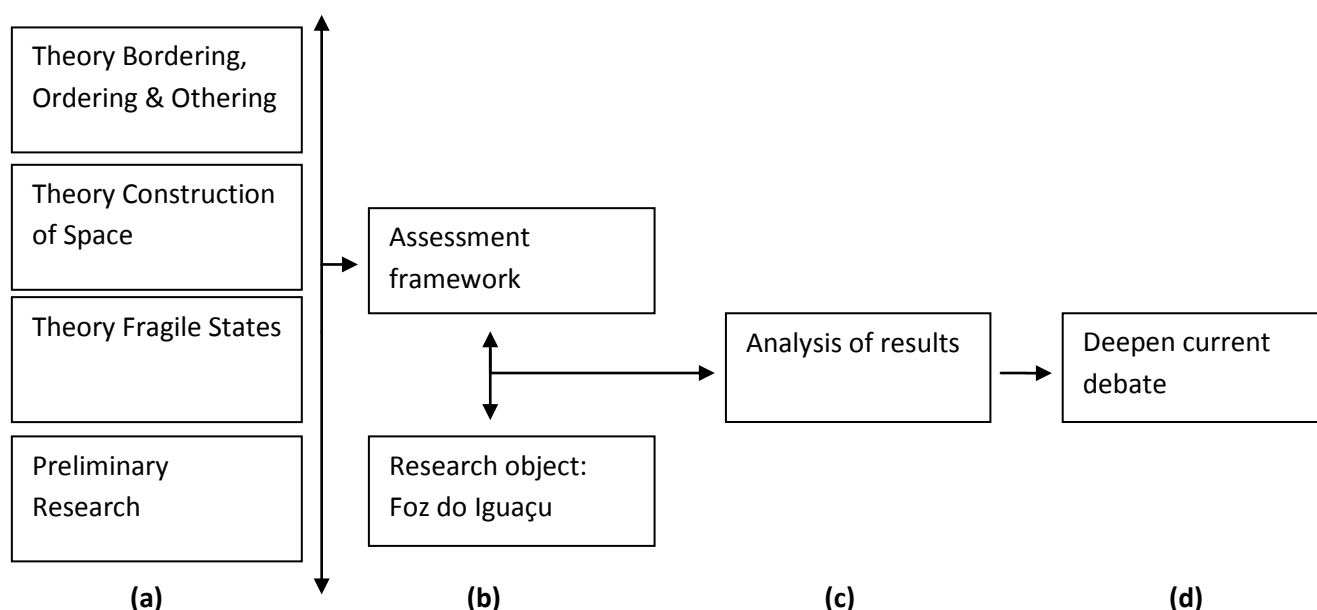 Theory Bordering,
Ordering & Othering
Theory Construction
of Space
Theory Fragile States
Preliminary
Research
Assessment
framework
Research object:
Foz do Iguaçu
Analysis of results
Deepen current
debate
(a)
(b)
(c)
(d)